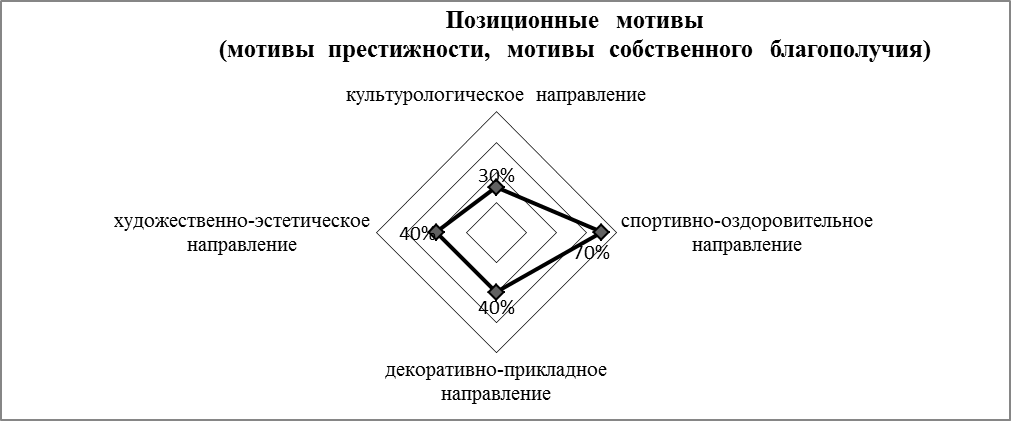 Позиционные мотивы
(мотивы престижности, мотивы собственного благополучия)
культурологическое направление
30%
художественно-эстетическое
направление
40%
спортивно-оздоровительное
направление
70%
40%
декоративно-прикладное
направление